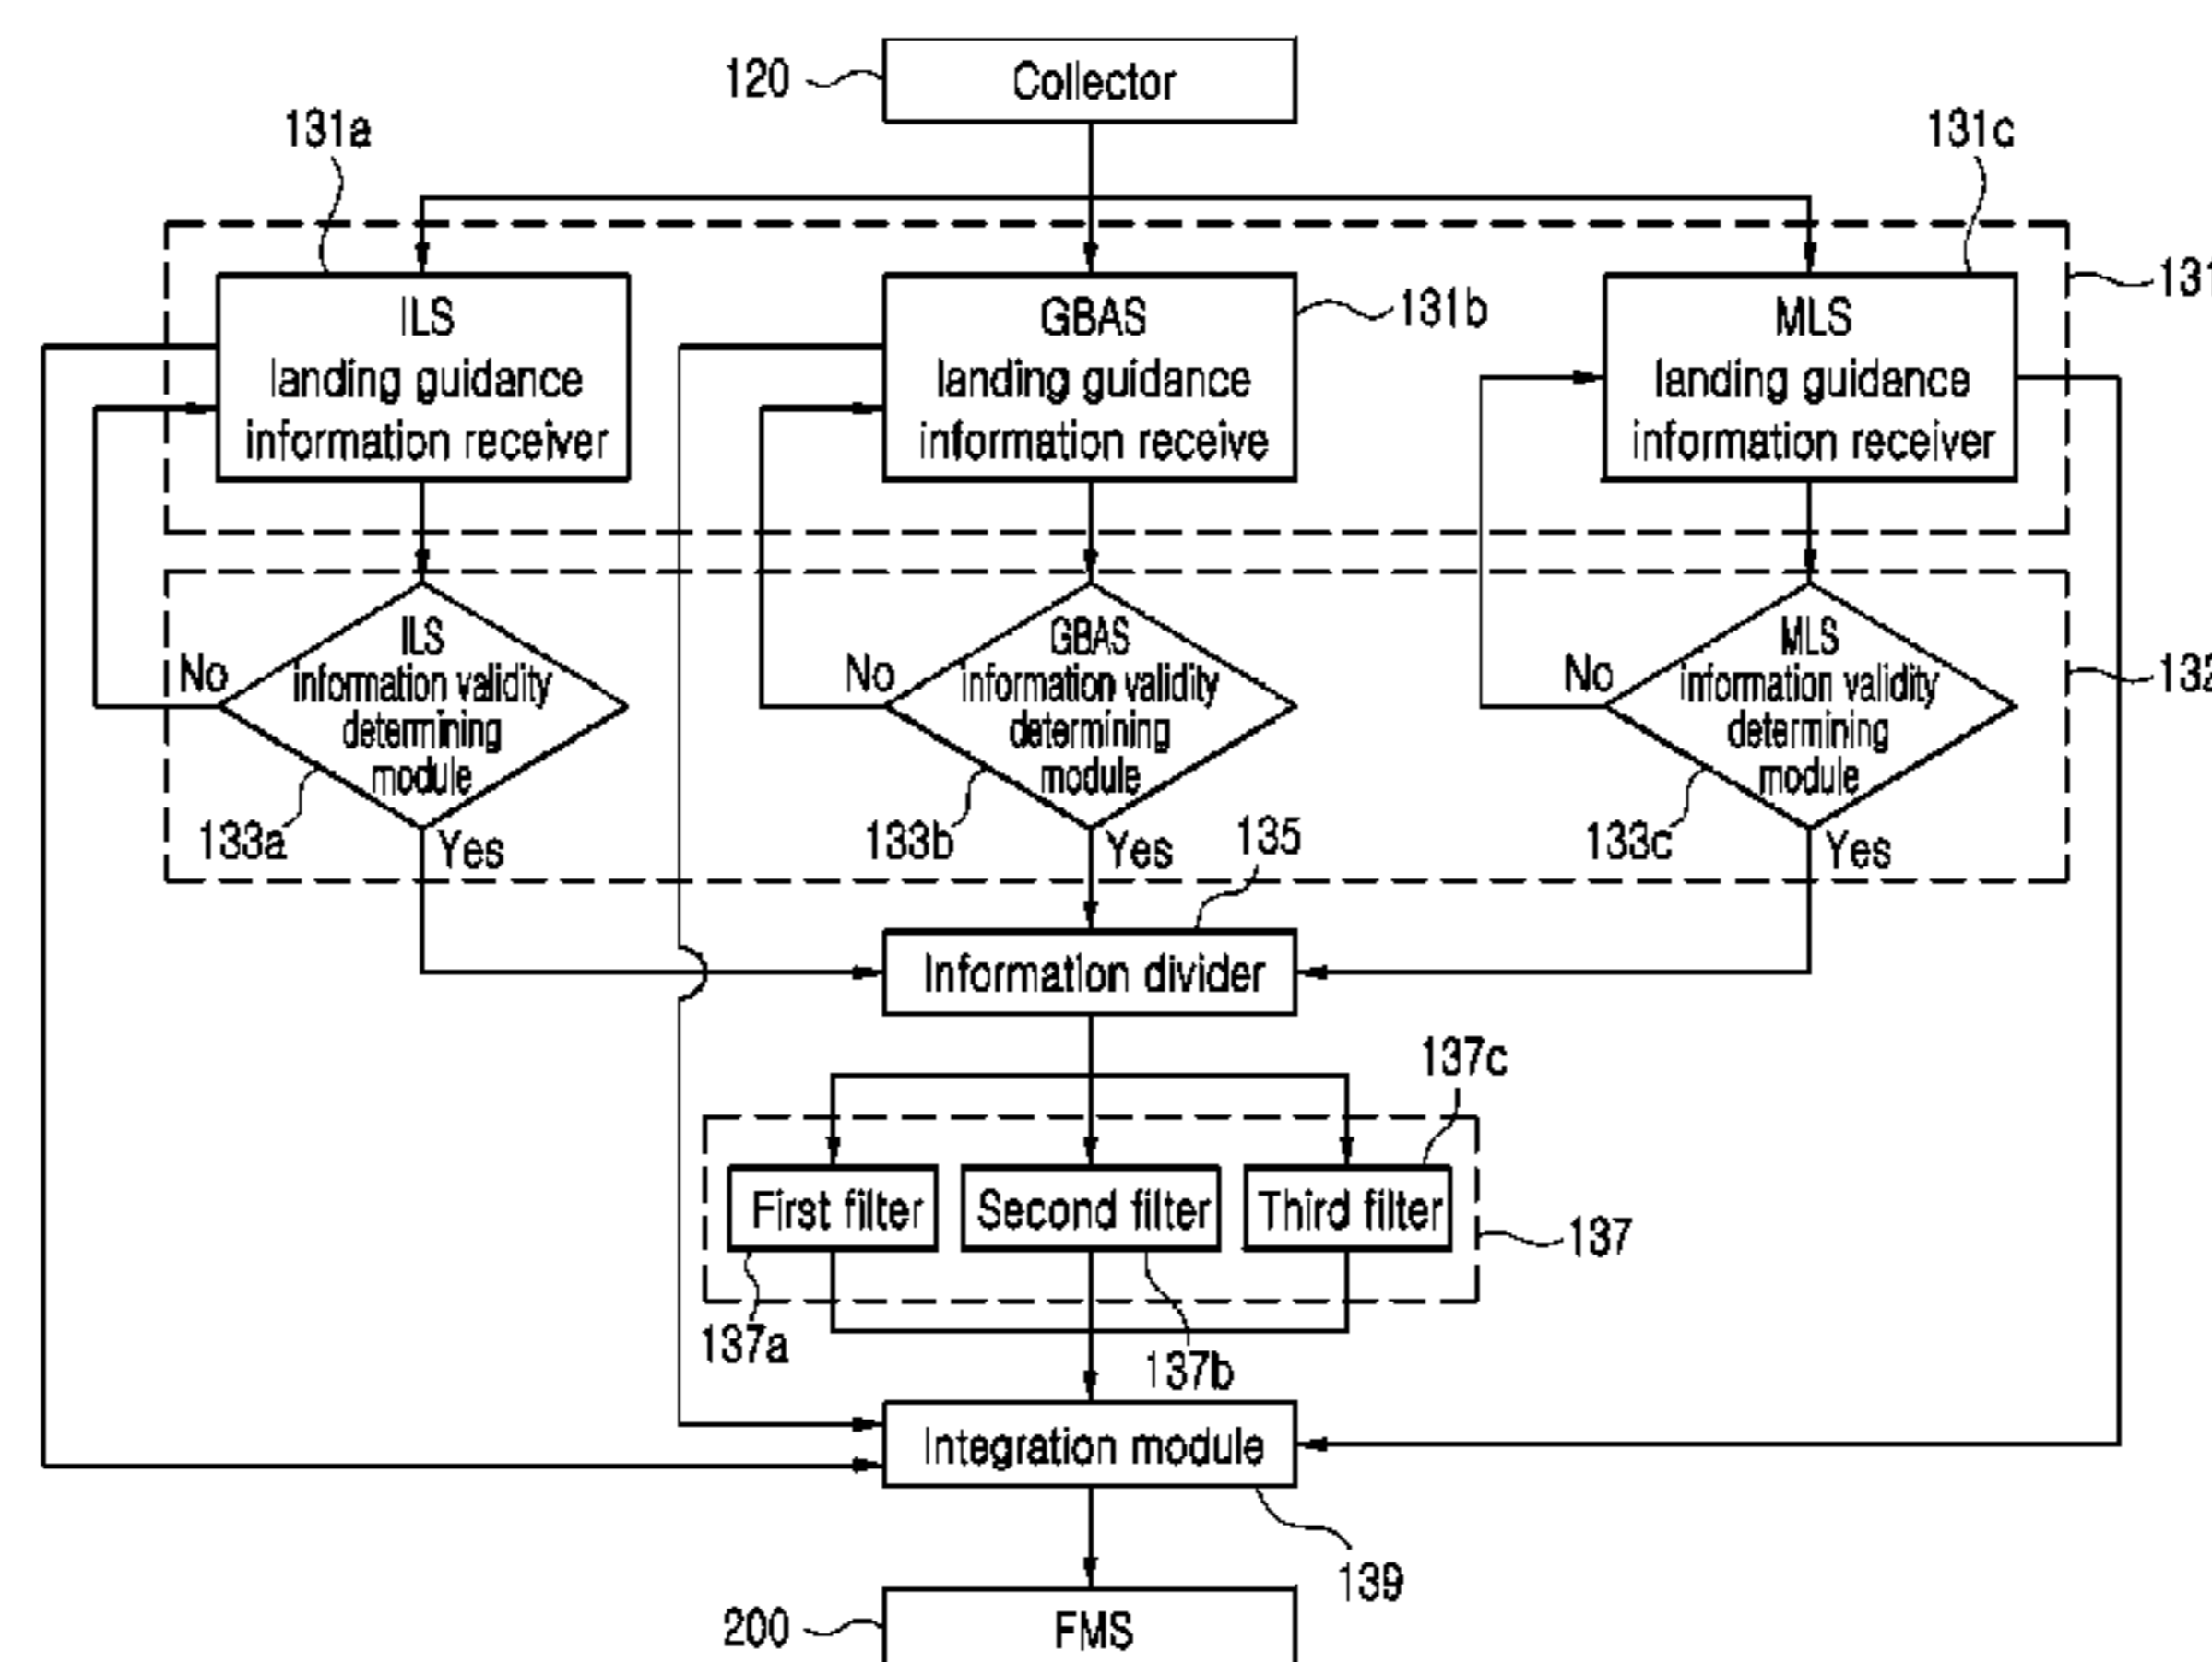 120
Collector
131a
131c
131
ILS
landing guidance
information receiver
GBAS
landing guidance
information receive
131b
MLS
landing guidance
information receiver
132
No
ILS
information validity
determining
module
133a
Yes
No
GBAS
information validity
determining
module
133b
Yes
No
MLS
information validity
determining
module
133c
Yes
135
Information divider
137c
First filter
Second filter
Third filter
137
137a
137b
Integration module
139
200
FMS